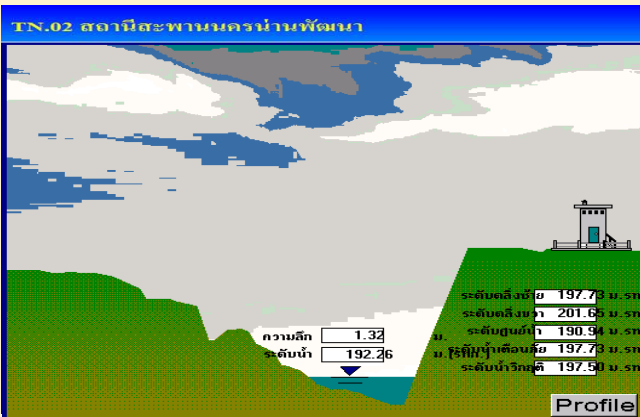 TN.02 สถานีสะพานนครน่านพัฒนา
ระดับตลิ่งซ้าย 197.73 ม.รท
ระดับตลิ่งขวา 201.65 ม.รท
ความลึก 1.32 ม.
ระดับศูนย์ป่ำ 190.94 ม.รท
ระดับน้ำ 192.26 ม.(รทก.)
ระดับน้ำเตือนภัย 197.73 ม.รท
ระดับน้ำวิกฤติ 197.50 ม.รท
Profile